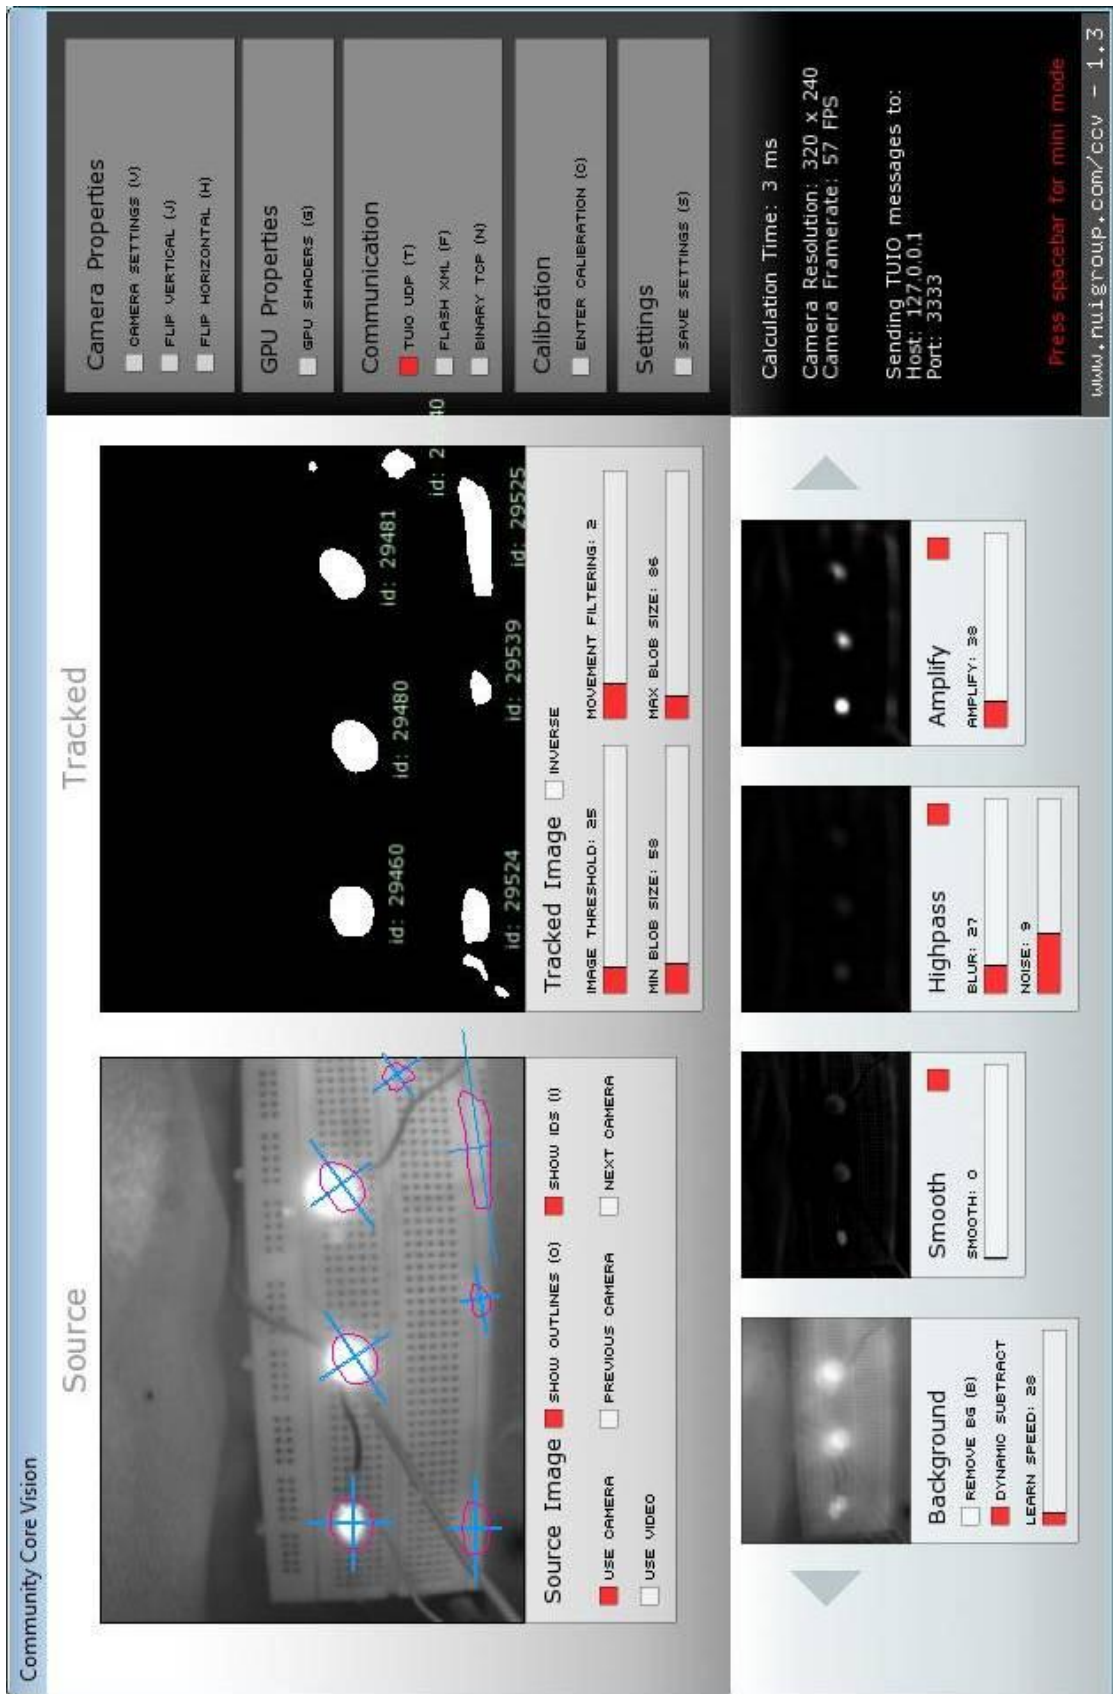 Community Core Vision
Source
Tracked
id: 29460
id: 29480
id: 29481
id: 29524
id: 29539
id: 29525
Source Image
SHOW OUTLINES (O)
SHOW IDS (I)
USE CAMERA
PREVIOUS CAMERA
NEXT CAMERA
USE VIDEO
Tracked Image
INVERSE
IMAGE THRESHOLD: 25
MOVEMENT FILTERING: 2
MIN BLOB SIZE: 58
MAX BLOB SIZE: 86
Camera Properties
CAMERA SETTINGS (V)
FLIP VERTICAL (J)
FLIP HORIZONTAL (H)
GPU Properties
GPU SHADERS (G)
Communication
TUIO UDP (T)
FLASH XML (F)
BINARY TCP (N)
Calibration
ENTER CALIBRATION (C)
Settings
SAVE SETTINGS (S)
Background
REMOVE BG (B)
DYNAMIC SUBTRACT
LEARN SPEED: 28
Smooth
SMOOTH: 0
Highpass
BLUR: 27
NOISE: 9
Amplify
AMPLIFY: 38
Calculation Time: 3 ms
Camera Resolution: 320 x 240
Camera Framerate: 57 FPS
Sending TUIO messages to:
Host: 127.0.0.1
Port: 3333
Press spacebar for mini mode
www.nuigroup.com/ccv - 1.3